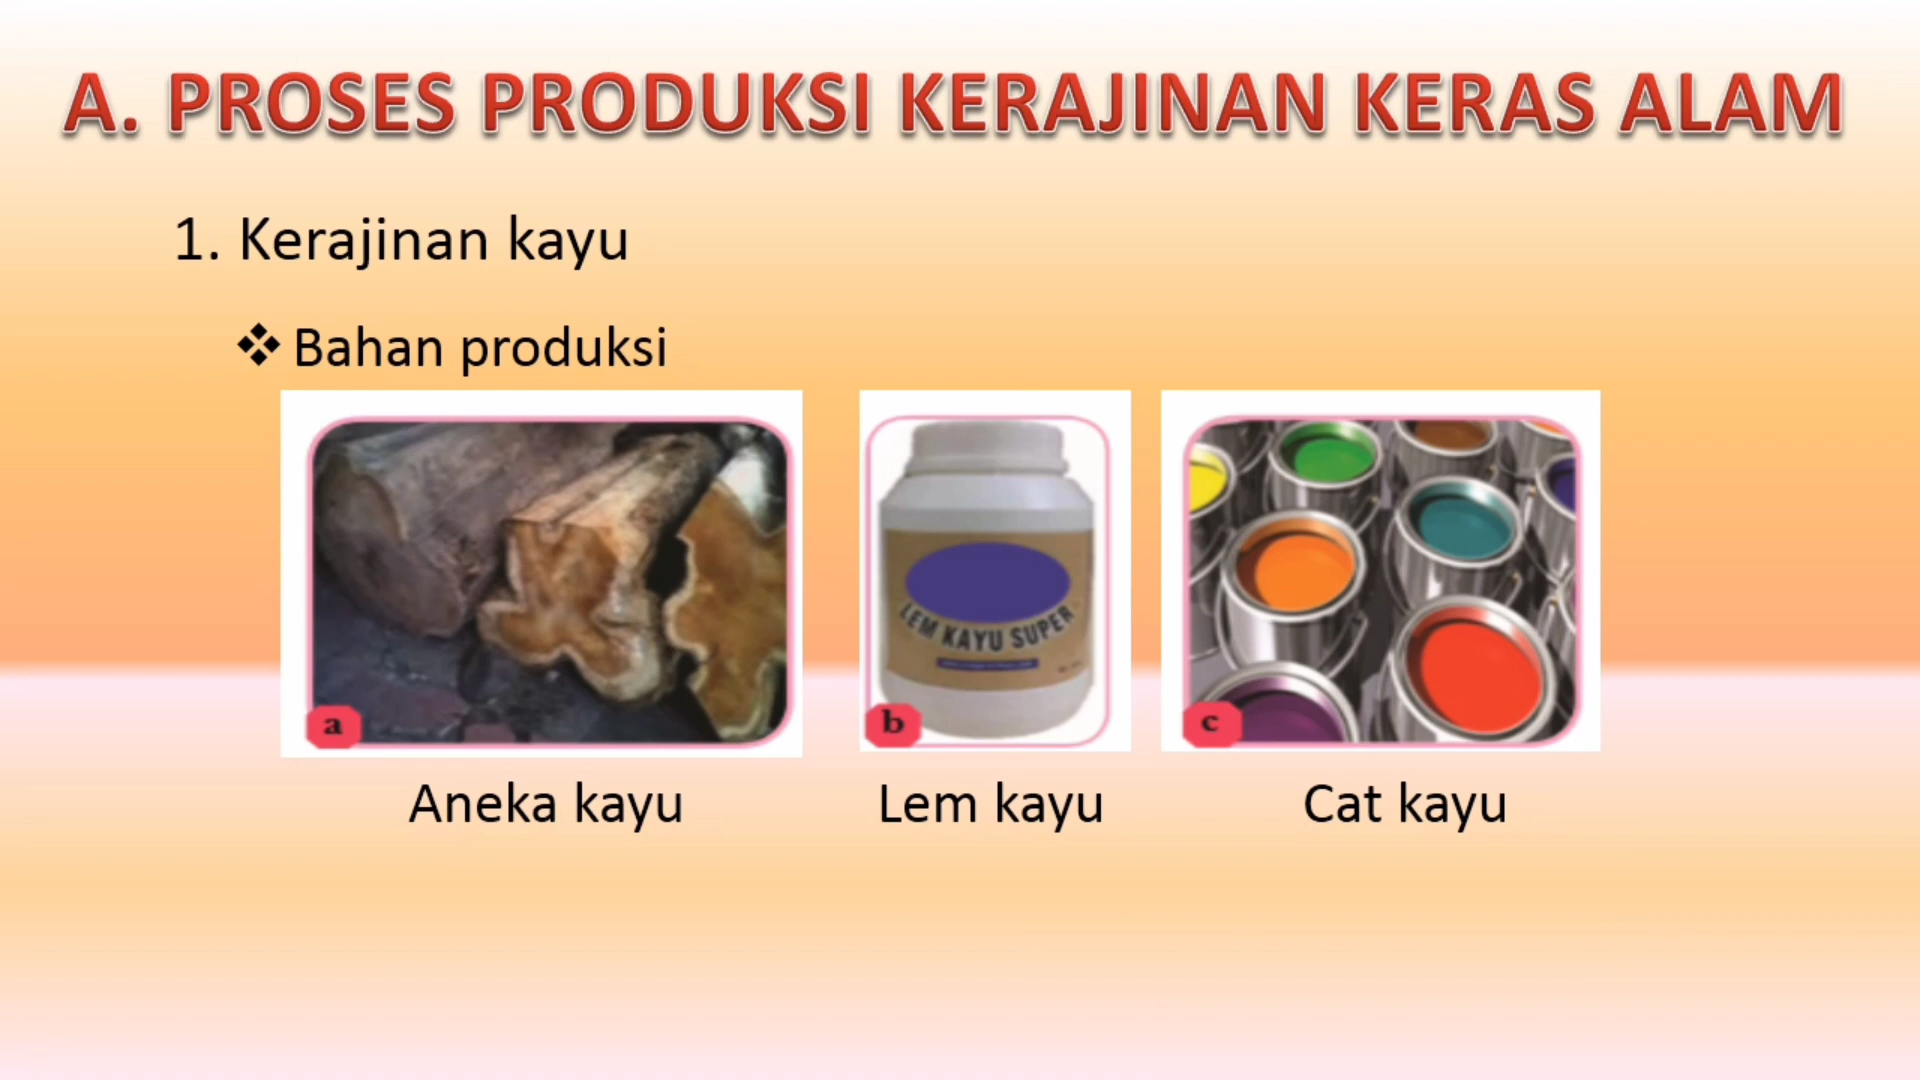 A. PROSES PRODUKSI KERAJINAN KERAS ALAM
1. Kerajinan kayu
❖ Bahan produksi
LEM KAYU SUPER
a
b
c
Aneka kayu
Lem kayu
Cat kayu